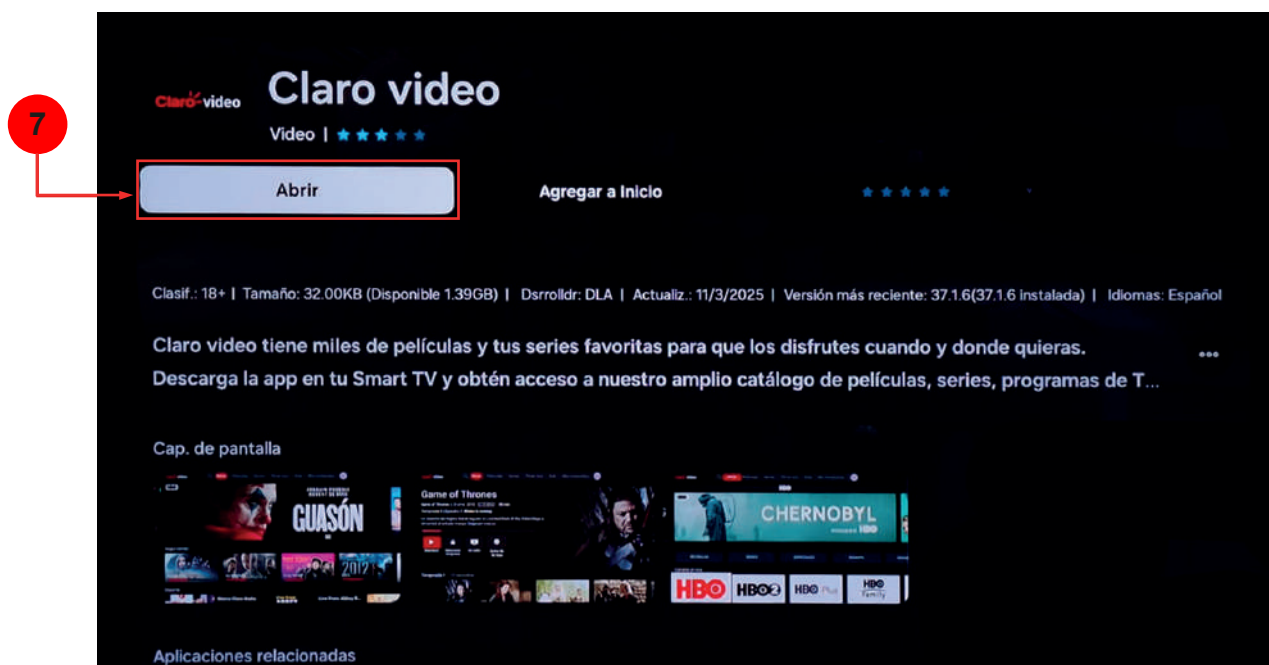 Claro video
Claro-video
Video |
7
Abrir
Agregar a Inicio
Clasif.: 18+ | Tamaño: 32.00KB (Disponible 1.39GB) | Dsrrolldr: DLA | Actualiz.: 11/3/2025 | Versión más reciente: 37.1.6(37.1.6 instalada) | Idiomas: Español
Claro video tiene miles de películas y tus series favoritas para que los disfrutes cuando y donde quieras.
Descarga la app en tu Smart TV y obtén acceso a nuestro amplio catálogo de películas, series, programas de T...
Cap. de pantalla
GUASÓN
2012
Game of Thrones
HBO
CHERNOBYL
HBO
HBO HBO2 HBO Plus HBO Family
Aplicaciones relacionadas